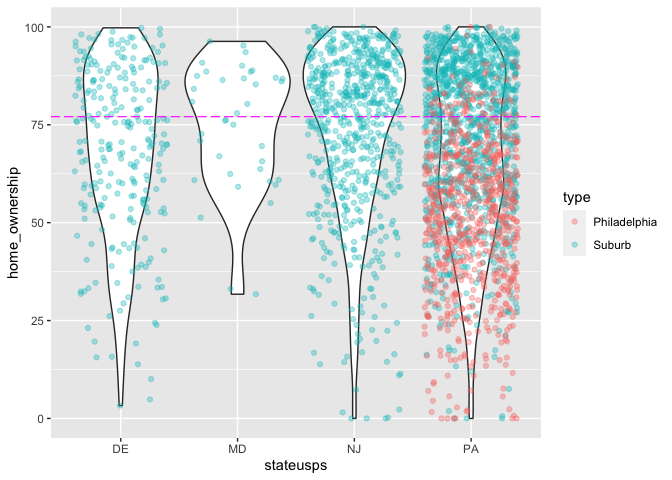 100
75
50
25
0
home_ownership
DE
MD
NJ
PA
stateusps
type
Philadelphia
Suburb